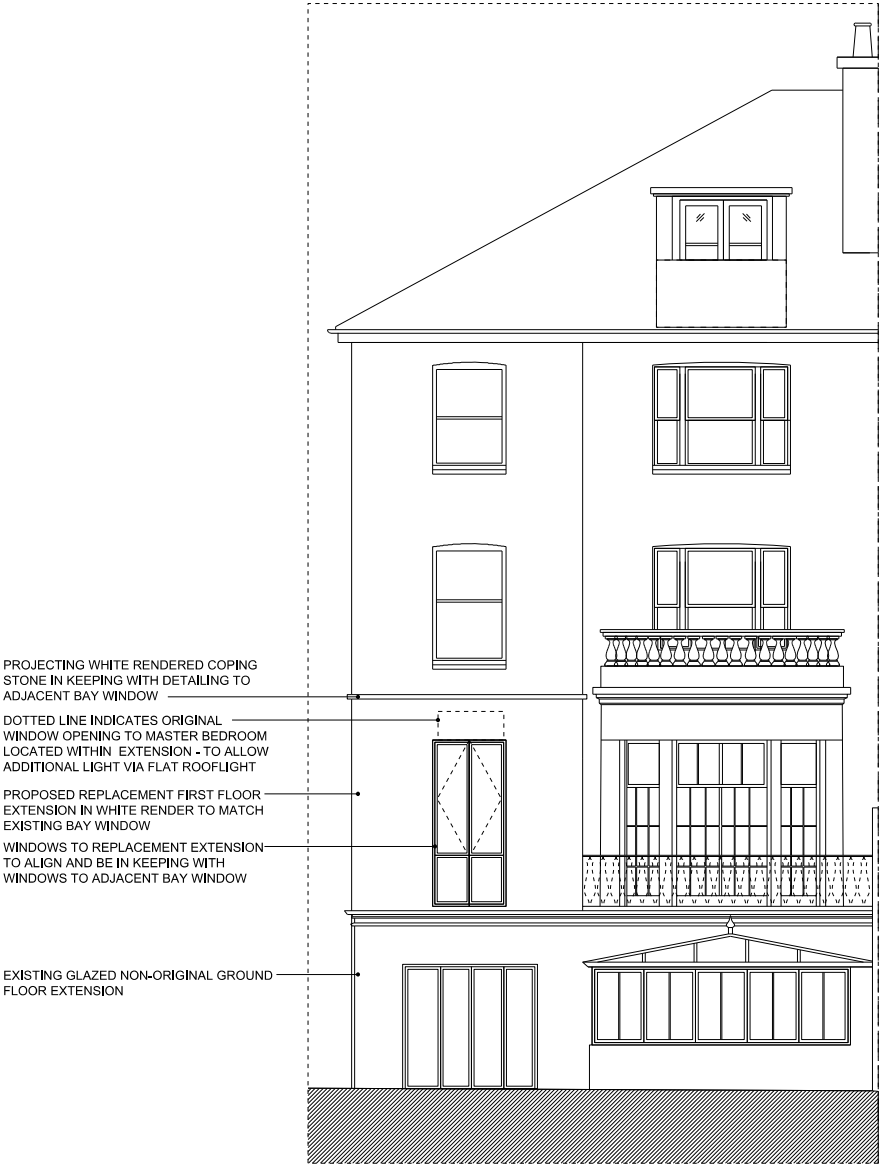 PROJECTING WHITE RENDERED COPING
STONE IN KEEPING WITH DETAILING TO
ADJACENT BAY WINDOW
DOTTED LINE INDICATES ORIGINAL
WINDOW OPENING TO MASTER BEDROOM
LOCATED WITHIN EXTENSION - TO ALLOW
ADDITIONAL LIGHT VIA FLAT ROOFLIGHT
PROPOSED REPLACEMENT FIRST FLOOR
EXTENSION IN WHITE RENDER TO MATCH
EXISTING BAY WINDOW
WINDOWS TO REPLACEMENT EXTENSION
TO ALIGN AND BE IN KEEPING WITH
WINDOWS TO ADJACENT BAY WINDOW
EXISTING GLAZED NON-ORIGINAL GROUND
FLOOR EXTENSION